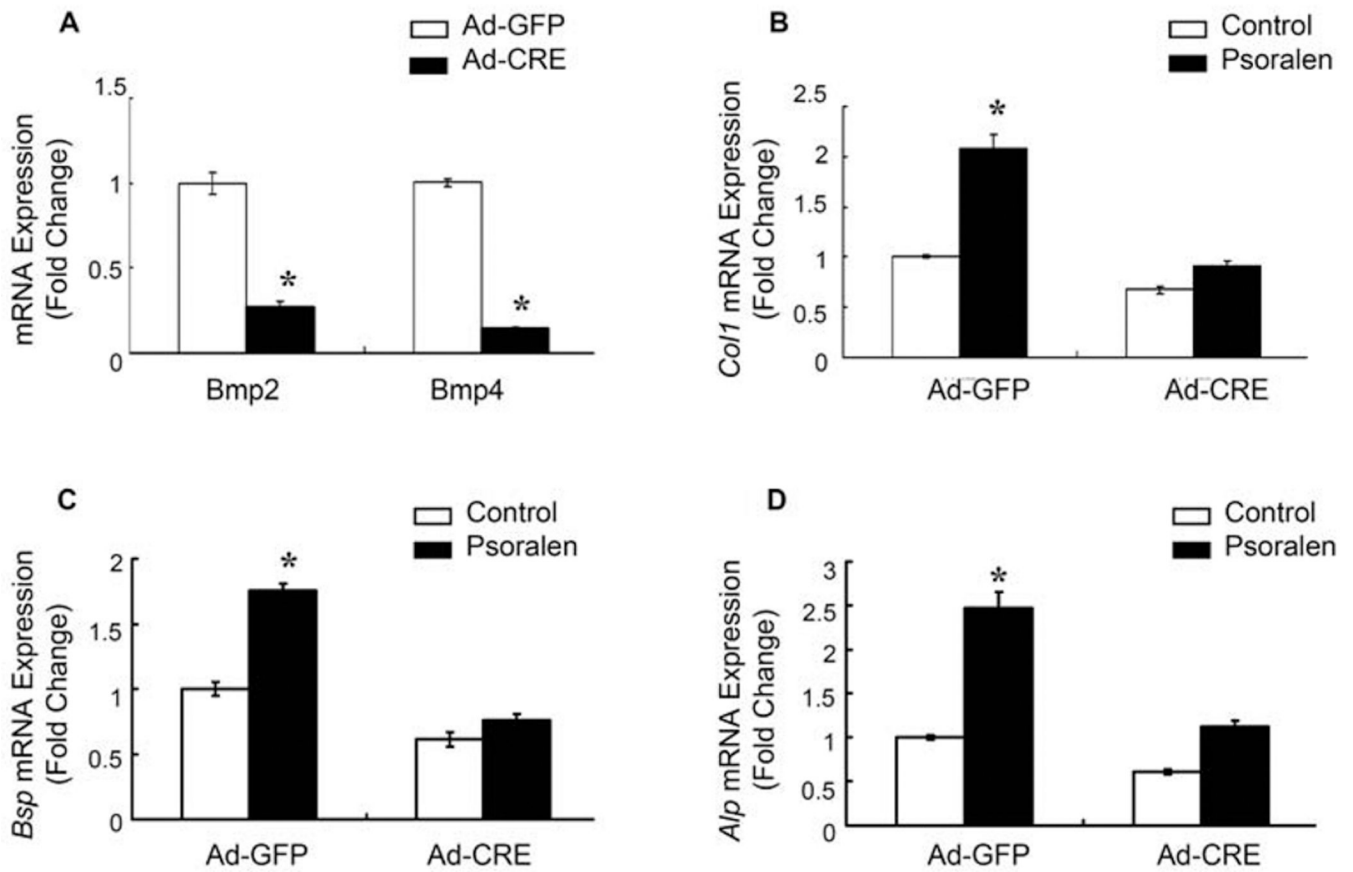 A
Ad-GFP
Ad-CRE
mRNA Expression
(Fold Change)
1.5
1
0.5
0
*
*
Bmp2
Bmp4
B
Control
Psoralen
Col1 mRNA Expression
(Fold Change)
2.5
2
1.5
1
0.5
0
*
Ad-GFP
Ad-CRE
C
Control
Psoralen
Bsp mRNA Expression
(Fold Change)
2
1.5
1
0.5
0
*
Ad-GFP
Ad-CRE
D
Control
Psoralen
Alp mRNA Expression
(Fold Change)
3
2.5
2
1.5
1
0.5
0
*
Ad-GFP
Ad-CRE